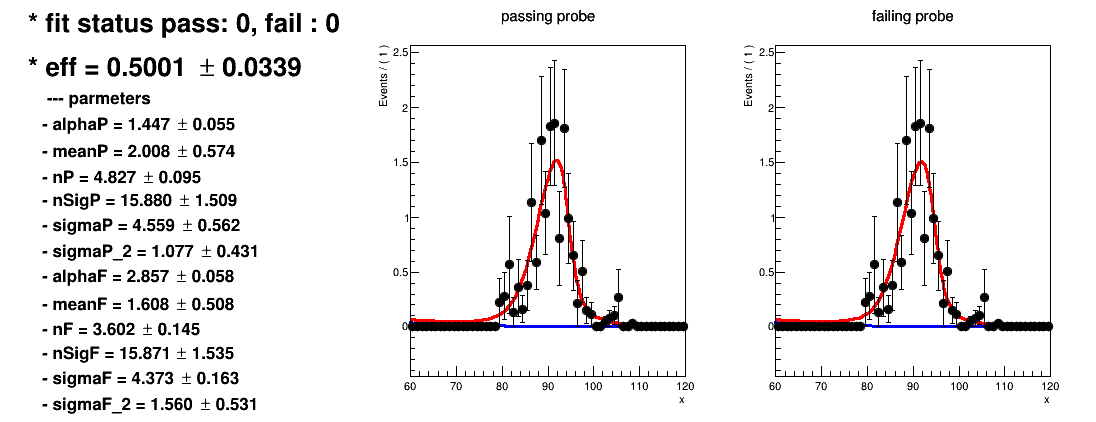 * fit status pass: 0, fail : 0
* eff = 0.5001 ± 0.0339
--- parmeters
- alphaP = 1.447 ± 0.055
- meanP = 2.008 ± 0.574
- nP = 4.827 ± 0.095
- nSigP = 15.880 ± 1.509
- sigmaP = 4.559 ± 0.562
- sigmaP_2 = 1.077 ± 0.431
- alphaF = 2.857 ± 0.058
- meanF = 1.608 ± 0.508
- nF = 3.602 ± 0.145
- nSigF = 15.871 ± 1.535
- sigmaF = 4.373 ± 0.163
- sigmaF_2 = 1.560 ± 0.531
passing probe
Events / ( 1 )
2.5
2
1.5
1
0.5
0
60 70 80 90 100 110 120
x
failing probe
Events / ( 1 )
2.5
2
1.5
1
0.5
0
60 70 80 90 100 110 120
x